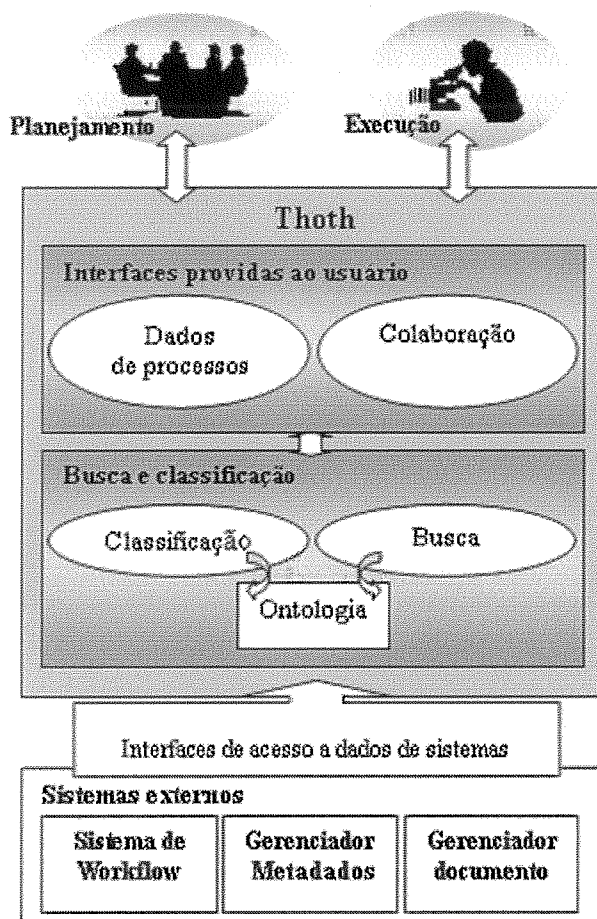 Planejamento
Execução
Thoth
Interfaces providas ao usuário
Dados
de processos
Colaboração
Busca e classificação
Classificação
Busca
Ontologia
Interfaces de acesso a dados de sistemas
Sistemas externos
Sistema de
Workflow
Gerenciador
Metadados
Gerenciador
documento